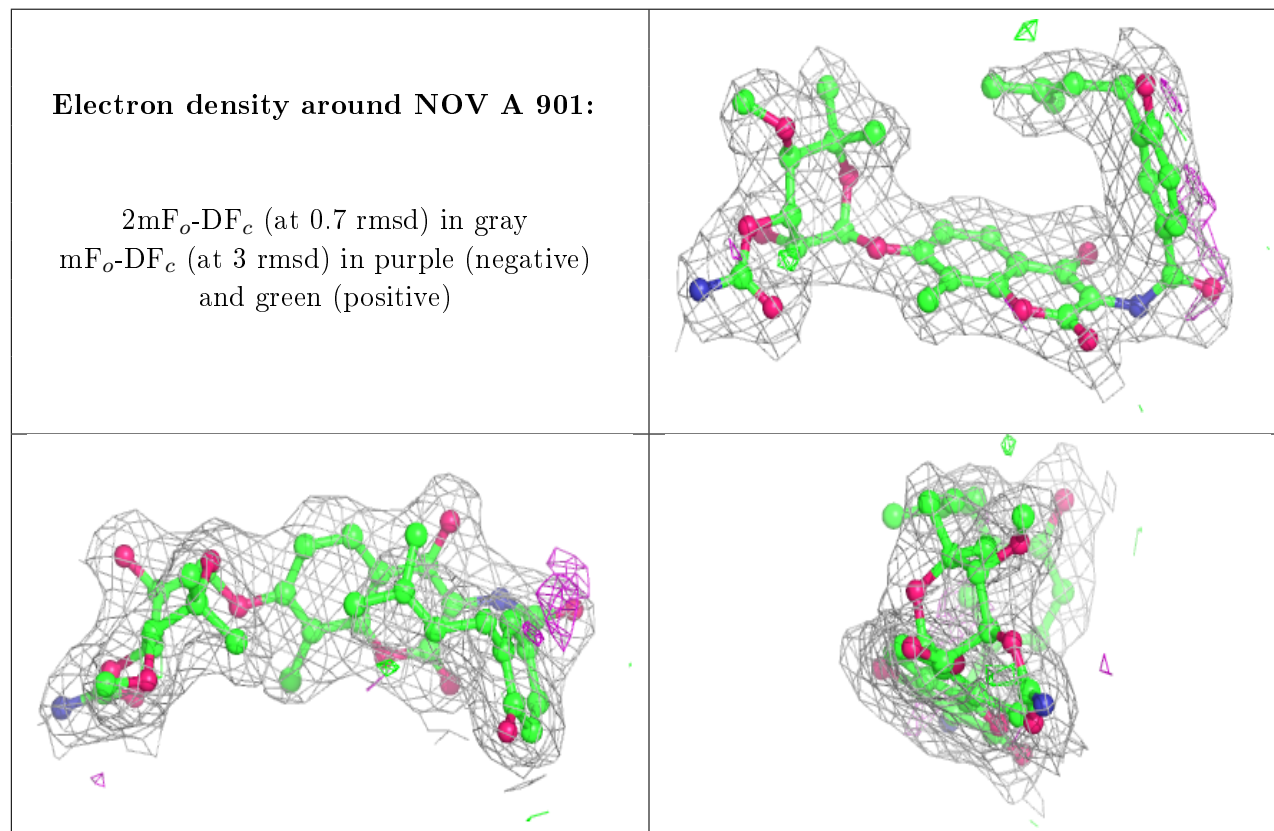 Electron density around NOV A 901:
2mFo-DFc (at 0.7 rmsd) in gray
mFo-DFc (at 3 rmsd) in purple (negative)
and green (positive)